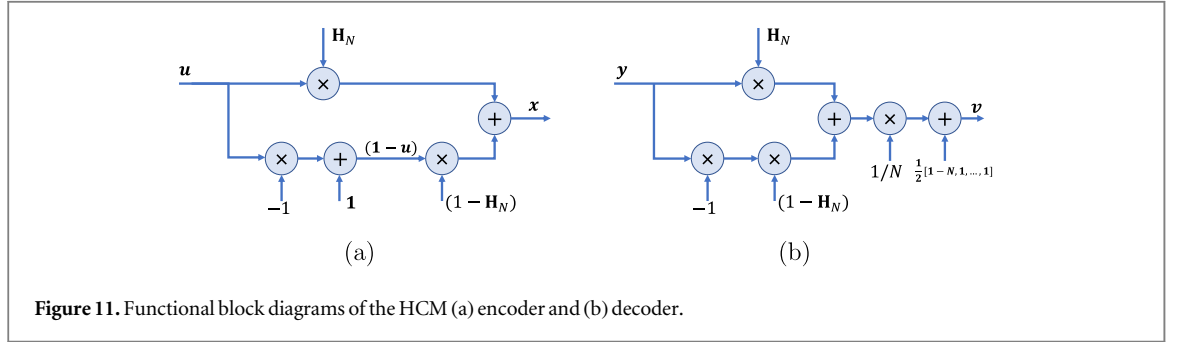 H_N
H_N
u
×
x
y
×
+
+
×
+
v
×
+
(1 − u)
×
×
×
−1
1
(1 − H_N)
−1
(1 − H_N)
1/N
½[1 − N, 1, ..., 1]
(a)
(b)
Figure 11. Functional block diagrams of the HCM (a) encoder and (b) decoder.